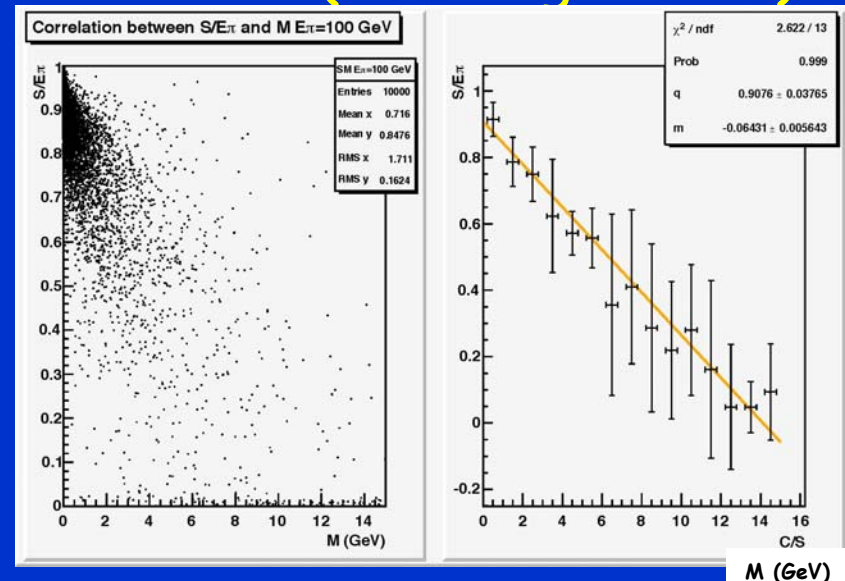 Correlation between S/Eπ and M Eπ=100 GeV
SM Eπ=100 GeV
Entries 10000
Mean x 0.716
Mean y 0.8476
RMS x 1.711
RMS y 0.1624
S/Eπ
1
0.9
0.8
0.7
0.6
0.5
0.4
0.3
0.2
0.1
0
0 2 4 6 8 10 12 14
M (GeV)
χ² / ndf 2.622 / 13
Prob 0.999
q 0.9076 ± 0.03765
m -0.06431 ± 0.005643
S/Eπ
1
0.8
0.6
0.4
0.2
0
-0.2
0 2 4 6 8 10 12 14 16
C/S
M (GeV)